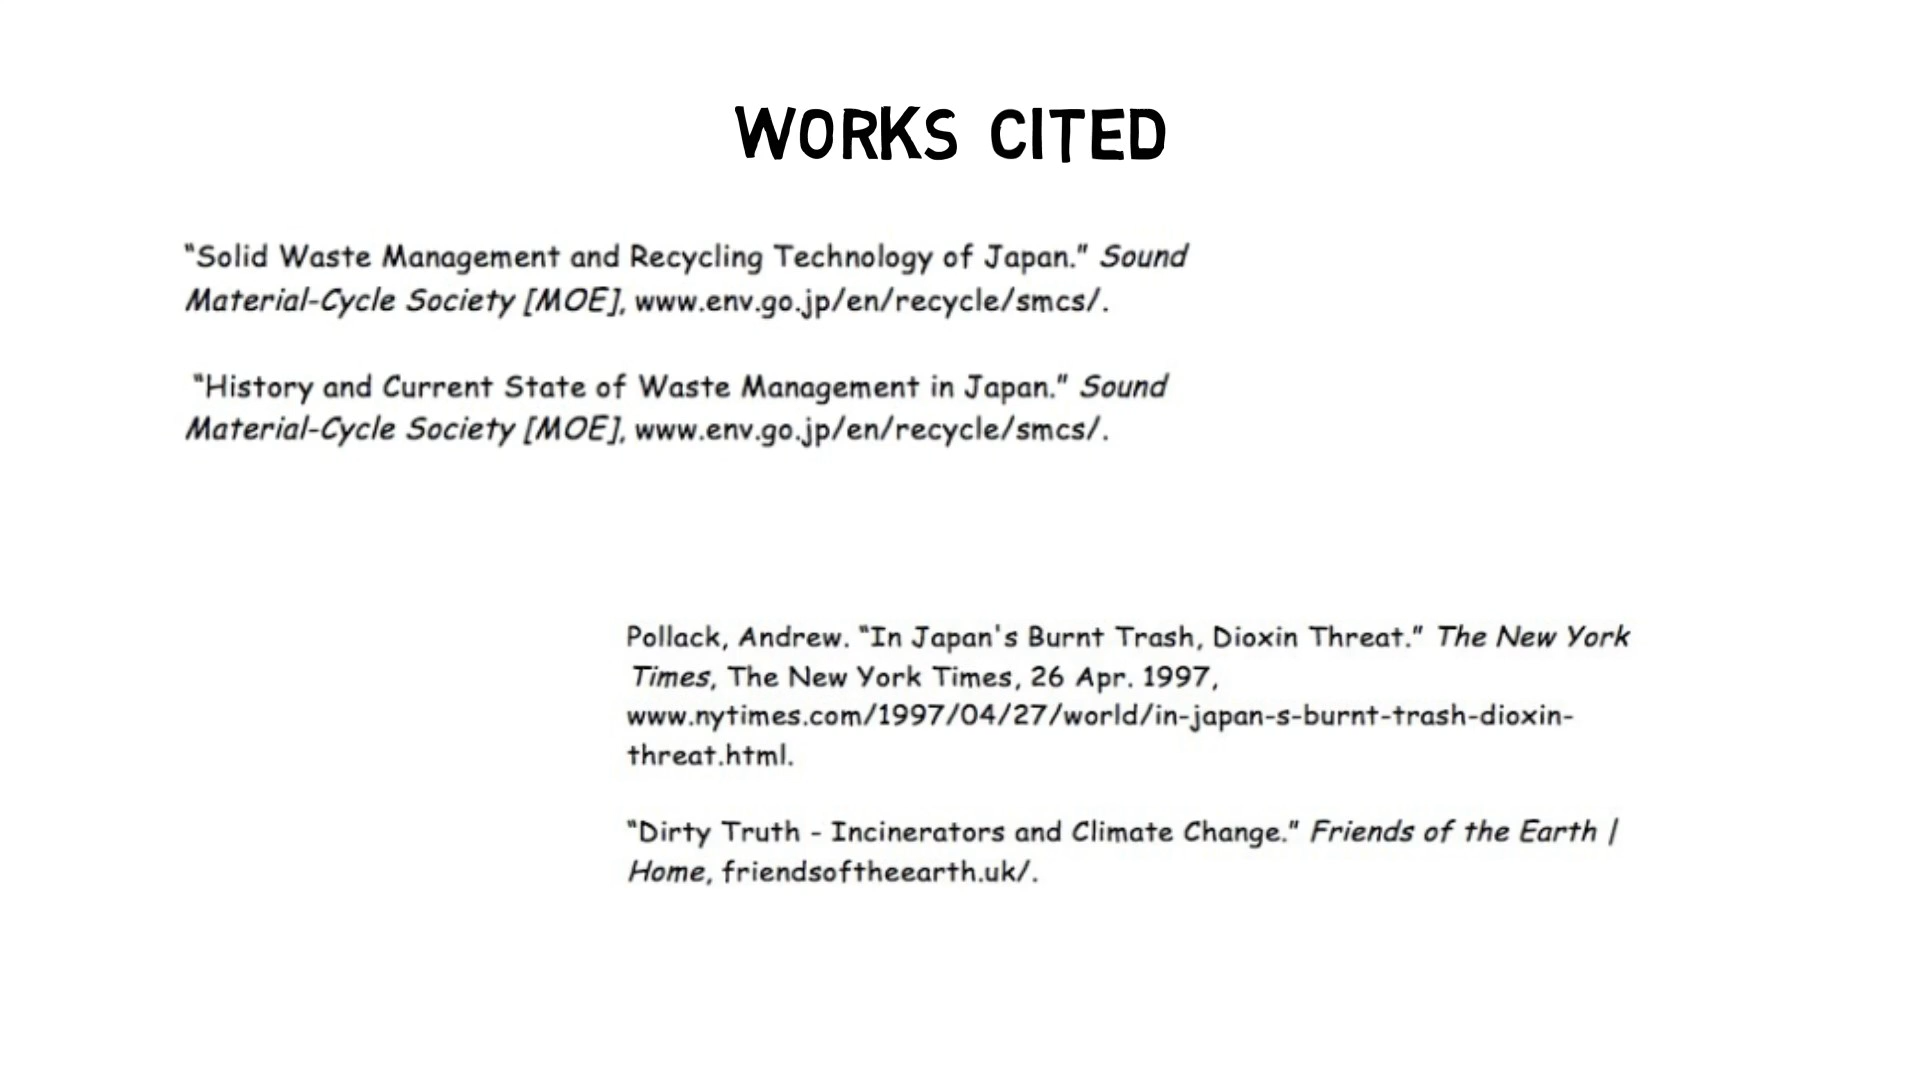 WORKS CITED
“Solid Waste Management and Recycling Technology of Japan.” Sound
Material-Cycle Society [MOE], www.env.go.jp/en/recycle/smcs/.
“History and Current State of Waste Management in Japan.” Sound
Material-Cycle Society [MOE], www.env.go.jp/en/recycle/smcs/.
Pollack, Andrew. “In Japan's Burnt Trash, Dioxin Threat.” The New York
Times, The New York Times, 26 Apr. 1997,
www.nytimes.com/1997/04/27/world/in-japan-s-burnt-trash-dioxin-
threat.html.
“Dirty Truth - Incinerators and Climate Change.” Friends of the Earth |
Home, friendsoftheearth.uk/.